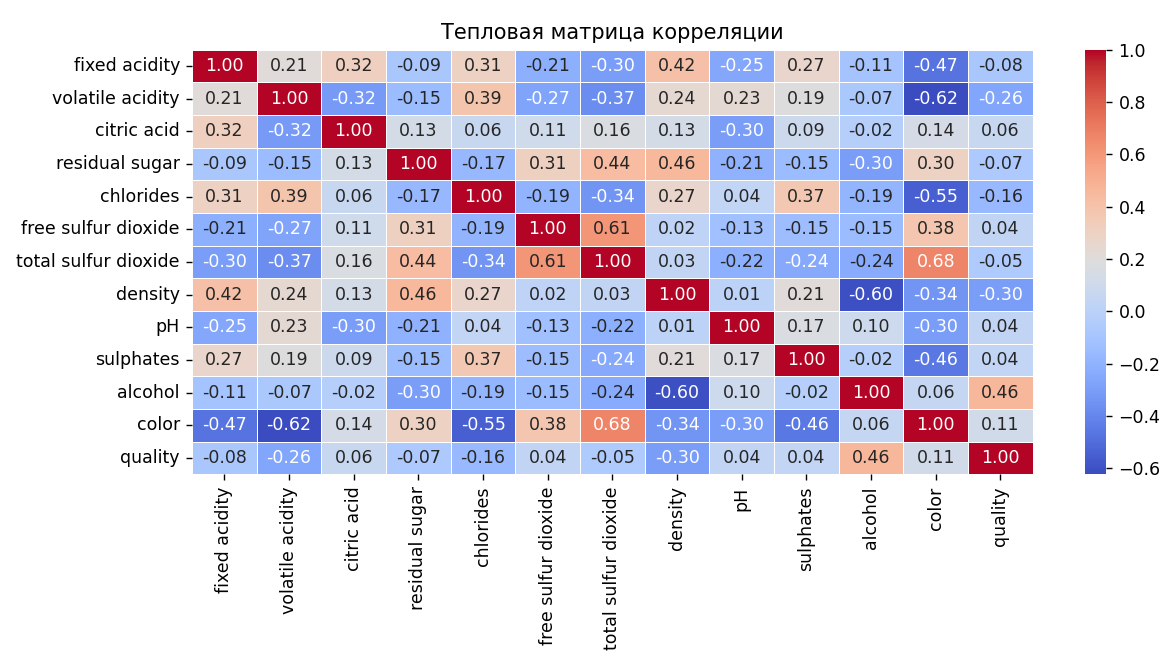 Тепловая матрица корреляции
fixed acidity 1.00 0.21 0.32 -0.09 0.31 -0.21 -0.30 0.42 -0.25 0.27 -0.11 -0.47 -0.08
volatile acidity 0.21 1.00 -0.32 -0.15 0.39 -0.27 -0.37 0.24 0.23 0.19 -0.07 -0.62 -0.26
citric acid 0.32 -0.32 1.00 0.13 0.06 0.11 0.16 0.13 -0.30 0.09 -0.02 0.14 0.06
residual sugar -0.09 -0.15 0.13 1.00 -0.17 0.31 0.44 0.46 -0.21 -0.15 -0.30 0.30 -0.07
chlorides 0.31 0.39 0.06 -0.17 1.00 -0.19 -0.34 0.27 0.04 0.37 -0.19 -0.55 -0.16
free sulfur dioxide -0.21 -0.27 0.11 0.31 -0.19 1.00 0.61 0.02 -0.13 -0.15 -0.15 0.38 0.04
total sulfur dioxide -0.30 -0.37 0.16 0.44 -0.34 0.61 1.00 0.03 -0.22 -0.24 -0.24 0.68 -0.05
density 0.42 0.24 0.13 0.46 0.27 0.02 0.03 1.00 0.01 0.21 -0.60 -0.34 -0.30
pH -0.25 0.23 -0.30 -0.21 0.04 -0.13 -0.22 0.01 1.00 0.17 0.10 -0.30 0.04
sulphates 0.27 0.19 0.09 -0.15 0.37 -0.15 -0.24 0.21 0.17 1.00 -0.02 -0.46 0.04
alcohol -0.11 -0.07 -0.02 -0.30 -0.19 -0.15 -0.24 -0.60 0.10 -0.02 1.00 0.06 0.46
color -0.47 -0.62 0.14 0.30 -0.55 0.38 0.68 -0.34 -0.30 -0.46 0.06 1.00 0.11
quality -0.08 -0.26 0.06 -0.07 -0.16 0.04 -0.05 -0.30 0.04 0.04 0.46 0.11 1.00
fixed acidity
volatile acidity
citric acid
residual sugar
chlorides
free sulfur dioxide
total sulfur dioxide
density
pH
sulphates
alcohol
color
quality
1.0
0.8
0.6
0.4
0.2
0.0
−0.2
−0.4
−0.6